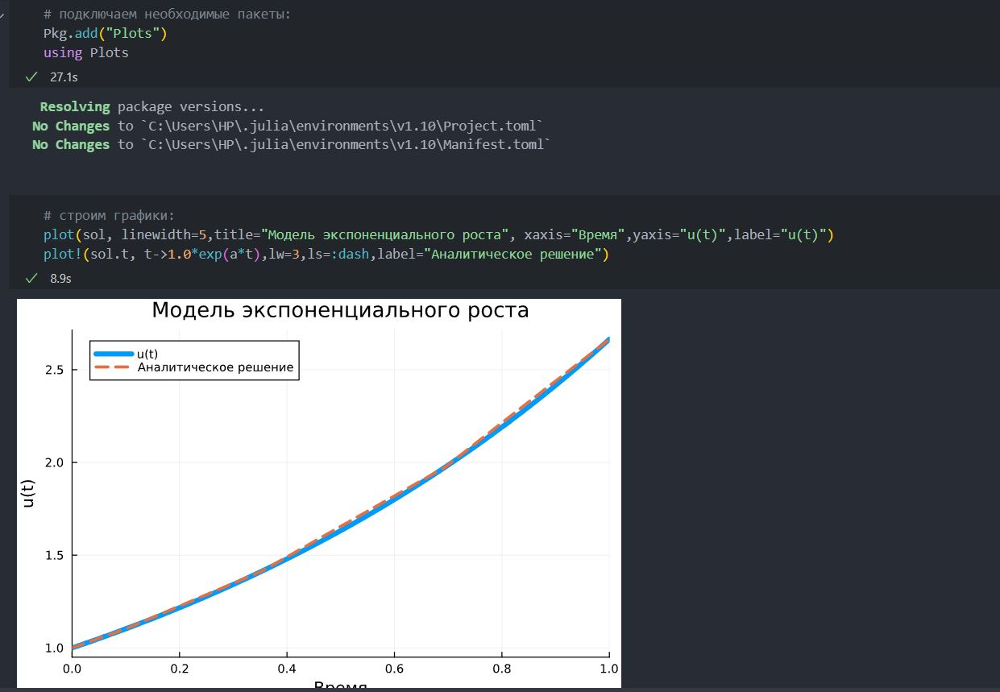 # подключаем необходимые пакеты:
Pkg.add("Plots")
using Plots
27.1s
Resolving package versions...
No Changes to `C:\Users\HP\.julia\environments\v1.10\Project.toml`
No Changes to `C:\Users\HP\.julia\environments\v1.10\Manifest.toml`
# строим графики:
plot(sol, linewidth=5,title="Модель экспоненциального роста", xaxis="Время",yaxis="u(t)",label="u(t)")
plot!(sol.t, t->1.0*exp(a*t),lw=3,ls=:dash,label="Аналитическое решение")
8.9s
Модель экспоненциального роста
u(t)
Аналитическое решение
2.5
2.0
u(t)
1.5
1.0
0.0 0.2 0.4 0.6 0.8 1.0
Время